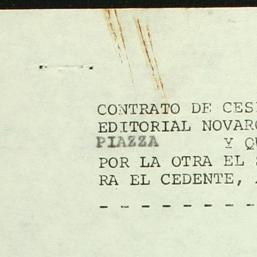 CONTRATO DE CES
EDITORIAL NOVARO
PIAZZA Y QU
POR LA OTRA EL S
RA EL CEDENTE,
- - - - - - - - -